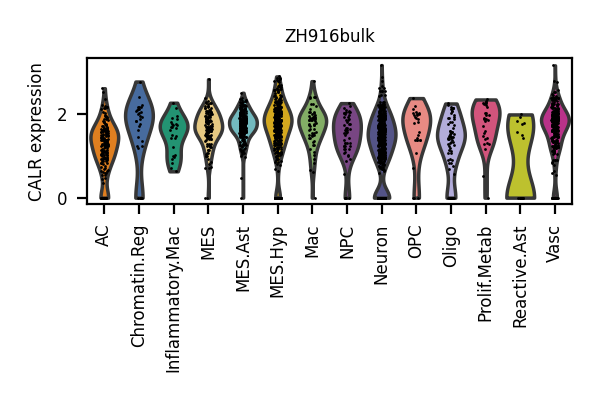 ZH916bulk
CALR expression
2
0
AC
Chromatin.Reg
Inflammatory.Mac
MES
MES.Ast
MES.Hyp
Mac
NPC
Neuron
OPC
Oligo
Prolif.Metab
Reactive.Ast
Vasc